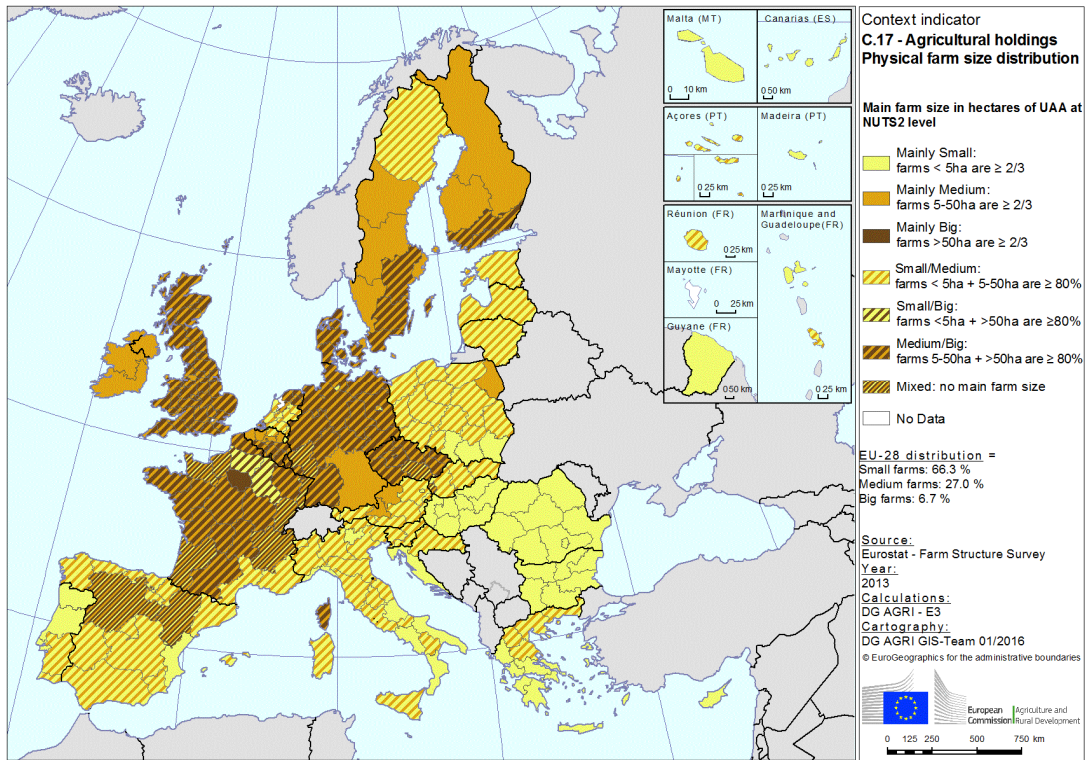 Malta (MT)
0 10 km
Canarias (ES)
0 50 km
Açores (PT)
0 25 km
Madeira (PT)
0 25 km
Réunion (FR)
0 25 km
Mayotte (FR)
0 25 km
Guyane (FR)
0 50 km
Martinique and
Guadeloupe(FR)
0 25 km
Context indicator
C.17 - Agricultural holdings
Physical farm size distribution
Main farm size in hectares of UAA at
NUTS2 level
Mainly Small:
farms < 5ha are ≥ 2/3
Mainly Medium:
farms 5-50ha are ≥ 2/3
Mainly Big:
farms >50ha are ≥ 2/3
Small/Medium:
farms < 5ha + 5-50ha are ≥ 80%
Small/Big:
farms <5ha + >50ha are ≥80%
Medium/Big:
farms 5-50ha + >50ha are ≥ 80%
Mixed: no main farm size
No Data
EU-28 distribution =
Small farms: 66.3 %
Medium farms: 27.0 %
Big farms: 6.7 %
Source:
Eurostat - Farm Structure Survey
Year:
2013
Calculations:
DG AGRI - E3
Cartography:
DG AGRI GIS-Team 01/2016
© EuroGeographics for the administrative boundaries
European
Commission
Agriculture and
Rural Development
0 125 250 500 750 km